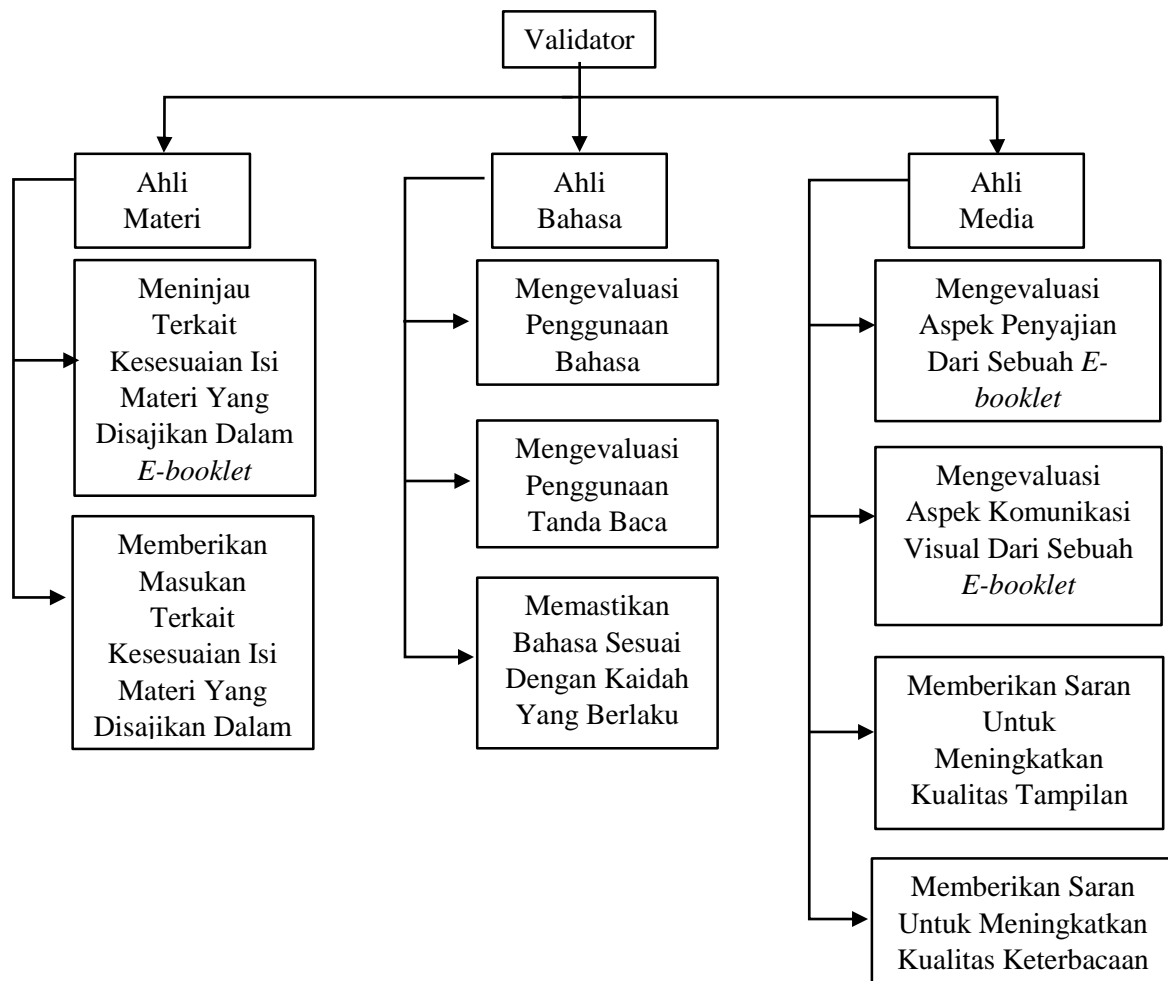 Validator
Ahli
Materi
Meninjau
Terkait
Kesesuaian Isi
Materi Yang
Disajikan Dalam
E-booklet
Memberikan
Masukan
Terkait
Kesesuaian Isi
Materi Yang
Disajikan Dalam
Ahli
Bahasa
Mengevaluasi
Penggunaan
Bahasa
Mengevaluasi
Penggunaan
Tanda Baca
Memastikan
Bahasa Sesuai
Dengan Kaidah
Yang Berlaku
Ahli
Media
Mengevaluasi
Aspek Penyajian
Dari Sebuah E-
booklet
Mengevaluasi
Aspek Komunikasi
Visual Dari Sebuah
E-booklet
Memberikan Saran
Untuk
Meningkatkan
Kualitas Tampilan
Memberikan Saran
Untuk Meningkatkan
Kualitas Keterbacaan